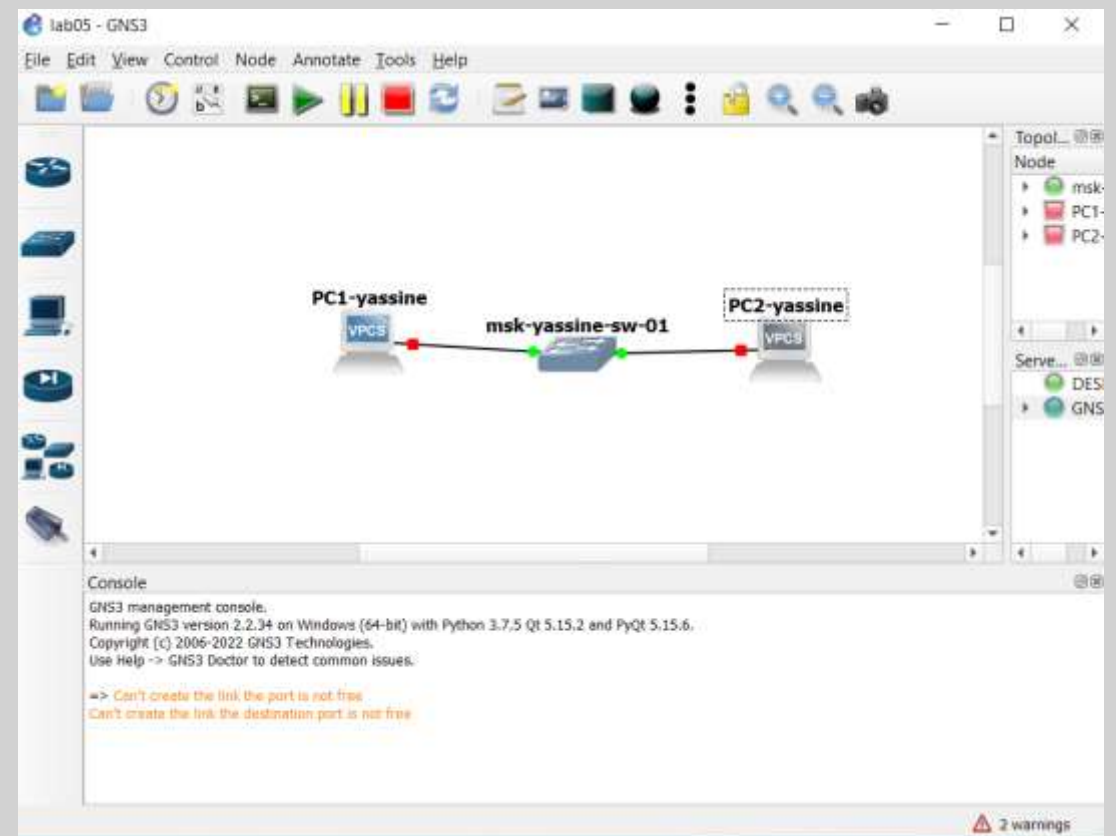 lab05 - GNS3
File Edit View Control Node Annotate Tools Help
Topol...
Node
msk-
PC1-
PC2-
PC1-yassine
VPCS
msk-yassine-sw-01
PC2-yassine
VPCS
Serve...
DES
GNS
Console
GNS3 management console.
Running GNS3 version 2.2.34 on Windows (64-bit) with Python 3.7.5 Qt 5.15.2 and PyQt 5.15.6.
Copyright (c) 2006-2022 GNS3 Technologies.
Use Help -> GNS3 Doctor to detect common issues.
=> Can't create the link the port is not free
Can't create the link the destination port is not free
2 warnings